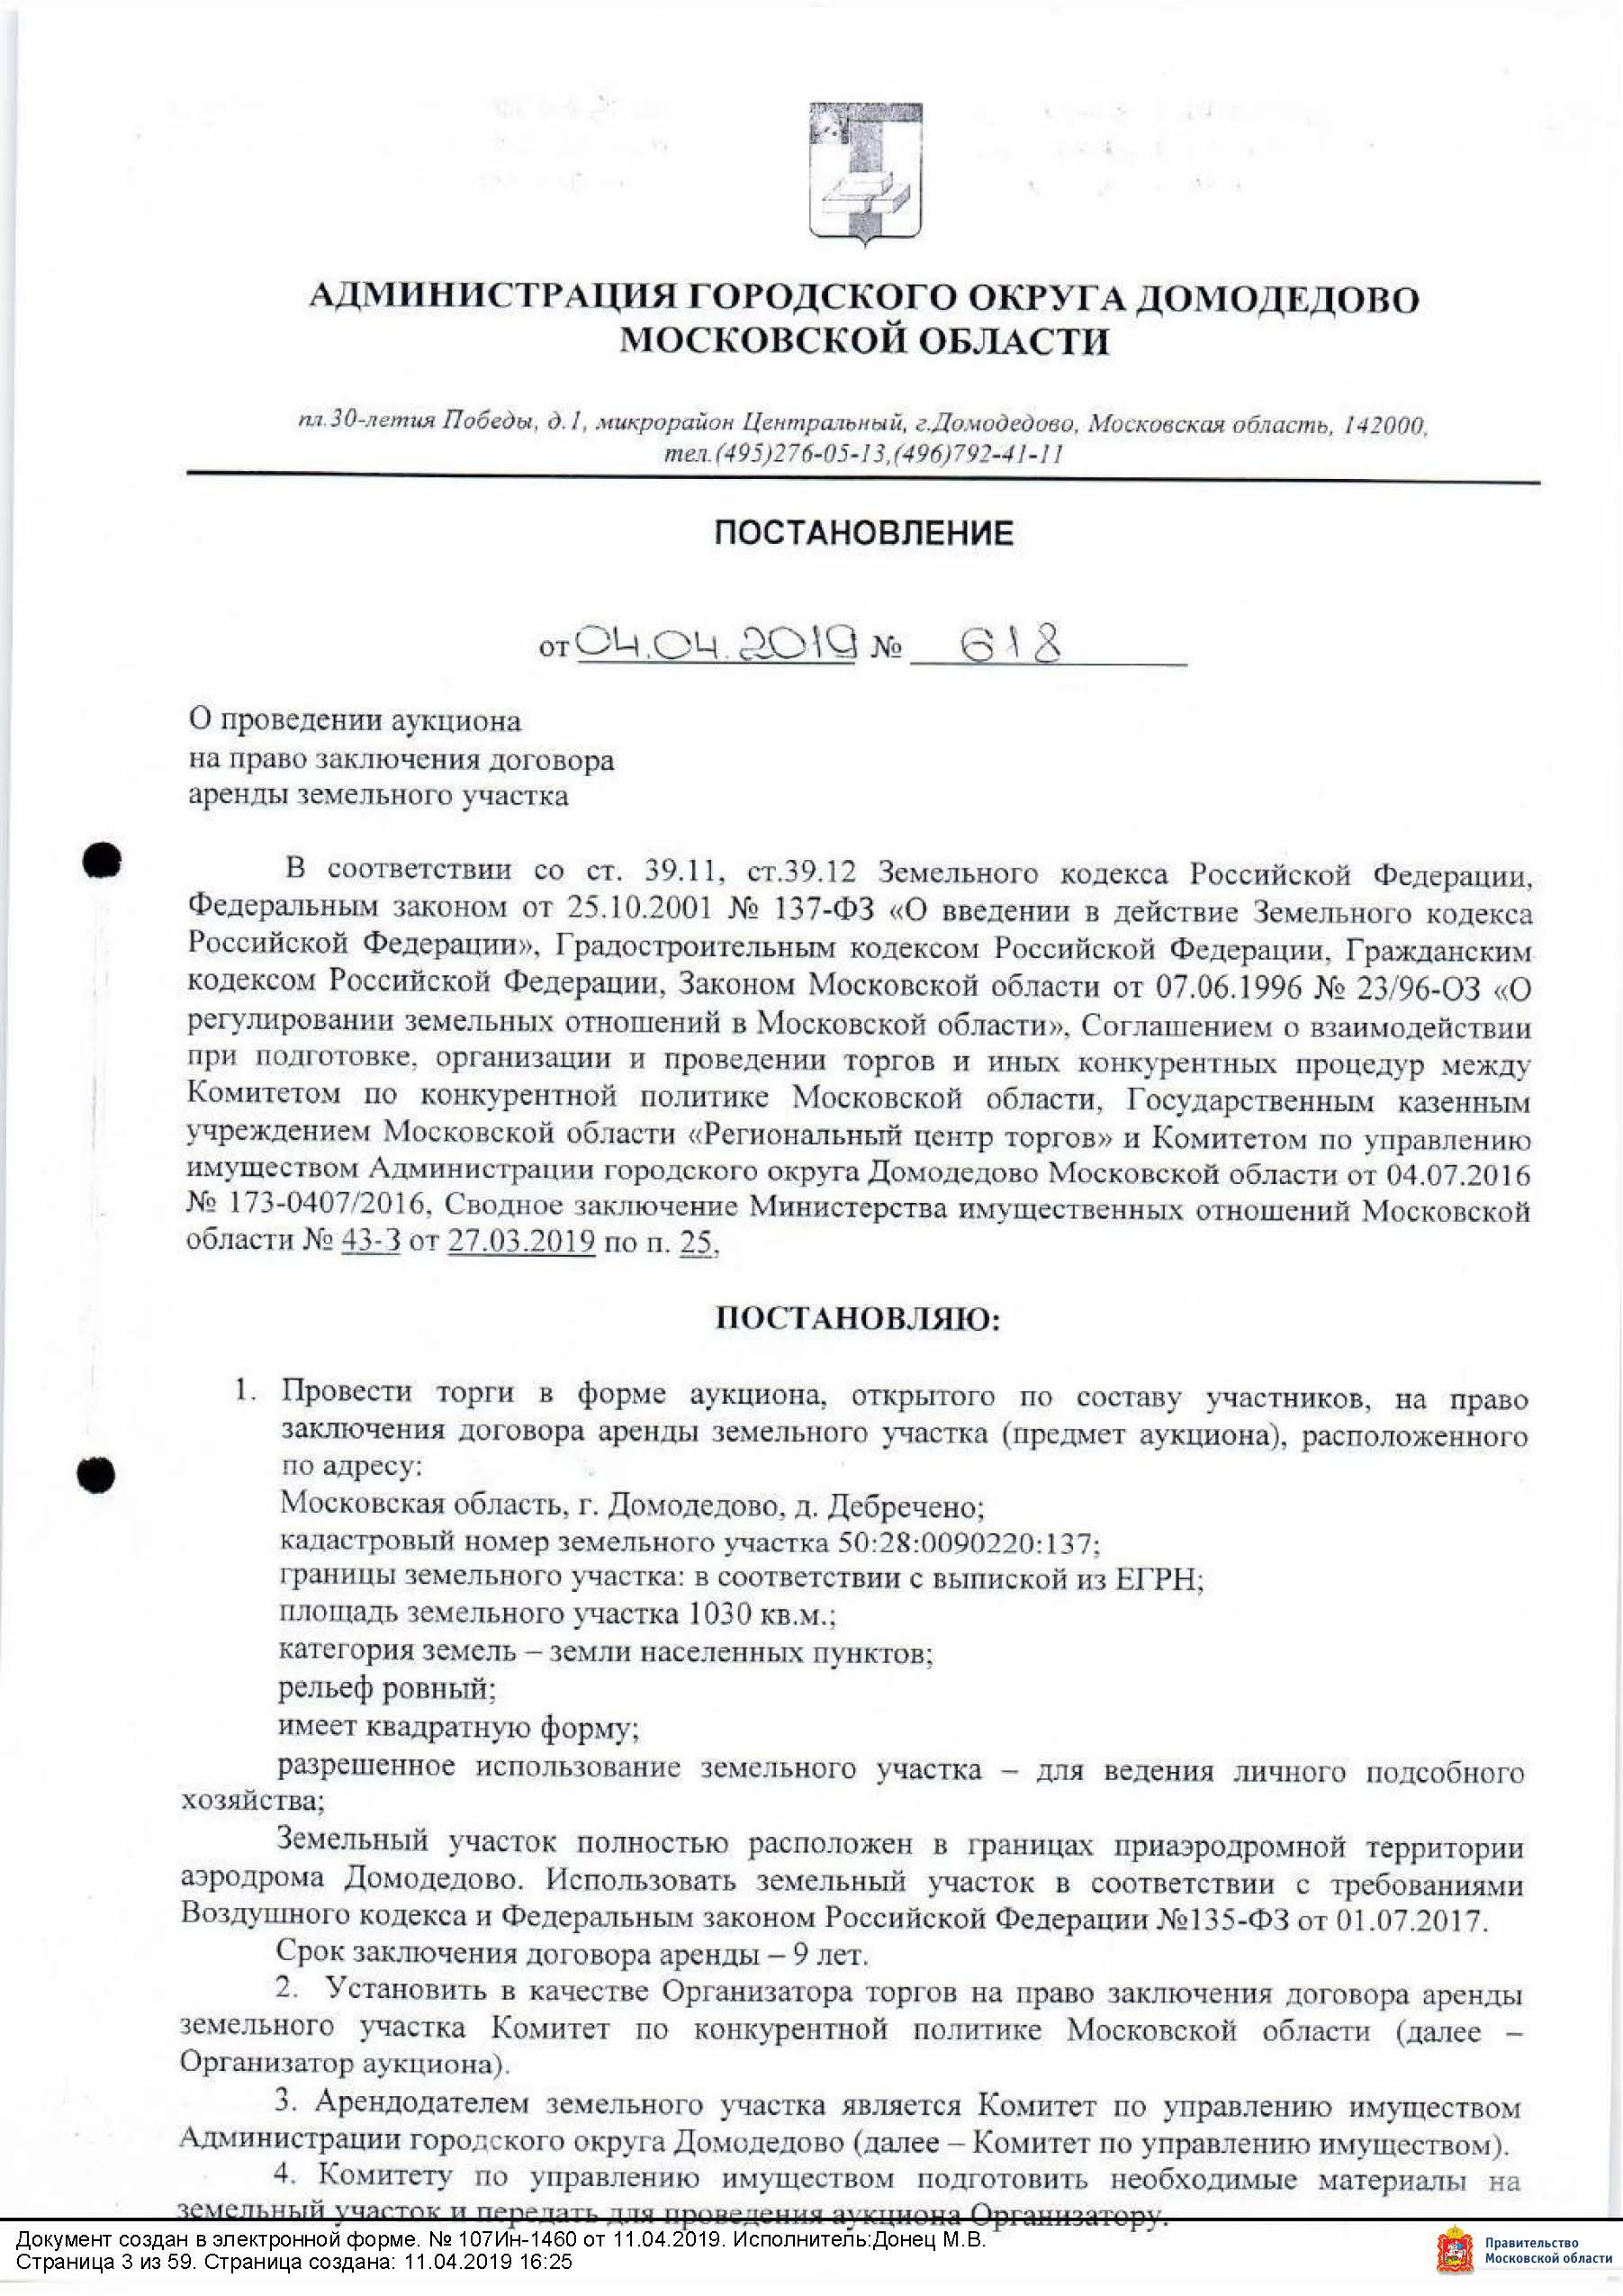 АДМИНИСТРАЦИЯ ГОРОДСКОГО ОКРУГА ДОМОДЕДОВО
МОСКОВСКОЙ ОБЛАСТИ
пл.30-летия Победы, д.1, микрорайон Центральный, г.Домодедово, Московская область, 142000,
тел.(495)276-05-13,(496)792-41-11
ПОСТАНОВЛЕНИЕ
от 04.04.2019 № 618
О проведении аукциона
на право заключения договора
аренды земельного участка
В соответствии со ст. 39.11, ст.39.12 Земельного кодекса Российской Федерации,
Федеральным законом от 25.10.2001 № 137-ФЗ «О введении в действие Земельного кодекса
Российской Федерации», Градостроительным кодексом Российской Федерации, Гражданским
кодексом Российской Федерации, Законом Московской области от 07.06.1996 № 23/96-ОЗ «О
регулировании земельных отношений в Московской области», Соглашением о взаимодействии
при подготовке, организации и проведении торгов и иных конкурентных процедур между
Комитетом по конкурентной политике Московской области, Государственным казенным
учреждением Московской области «Региональный центр торгов» и Комитетом по управлению
имуществом Администрации городского округа Домодедово Московской области от 04.07.2016
№ 173-0407/2016, Сводное заключение Министерства имущественных отношений Московской
области № 43-З от 27.03.2019 по п. 25,
ПОСТАНОВЛЯЮ:
1. Провести торги в форме аукциона, открытого по составу участников, на право
заключения договора аренды земельного участка (предмет аукциона), расположенного
по адресу:
Московская область, г. Домодедово, д. Дебречено;
кадастровый номер земельного участка 50:28:0090220:137;
границы земельного участка: в соответствии с выпиской из ЕГРН;
площадь земельного участка 1030 кв.м.;
категория земель – земли населенных пунктов;
рельеф ровный;
имеет квадратную форму;
разрешенное использование земельного участка – для ведения личного подсобного
хозяйства;
Земельный участок полностью расположен в границах приаэродромной территории
аэродрома Домодедово. Использовать земельный участок в соответствии с требованиями
Воздушного кодекса и Федеральным законом Российской Федерации №135-ФЗ от 01.07.2017.
Срок заключения договора аренды – 9 лет.
2. Установить в качестве Организатора торгов на право заключения договора аренды
земельного участка Комитет по конкурентной политике Московской области (далее –
Организатор аукциона).
3. Арендодателем земельного участка является Комитет по управлению имуществом
Администрации городского округа Домодедово (далее – Комитет по управлению имуществом).
4. Комитету по управлению имуществом подготовить необходимые материалы на
земельный участок и передать для проведения аукциона Организатору.
Документ создан в электронной форме. № 107Ин-1460 от 11.04.2019. Исполнитель:Донец М.В.
Страница 3 из 59. Страница создана: 11.04.2019 16:25
Правительство
Московской области